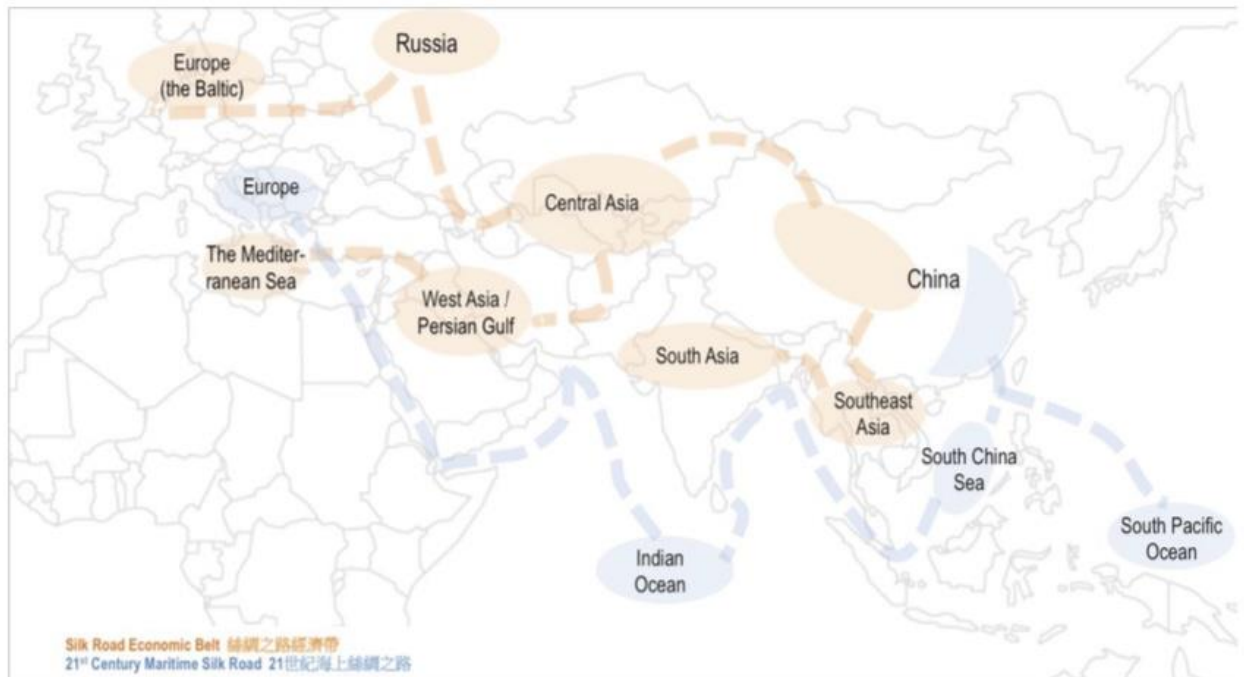 Russia
Europe
(the Baltic)
Europe
Central Asia
The Mediter-
ranean Sea
China
West Asia /
Persian Gulf
South Asia
Southeast
Asia
South China
Sea
South Pacific
Ocean
Indian
Ocean
Silk Road Economic Belt 絲綢之路經濟帶
21st Century Maritime Silk Road 21世紀海上絲綢之路